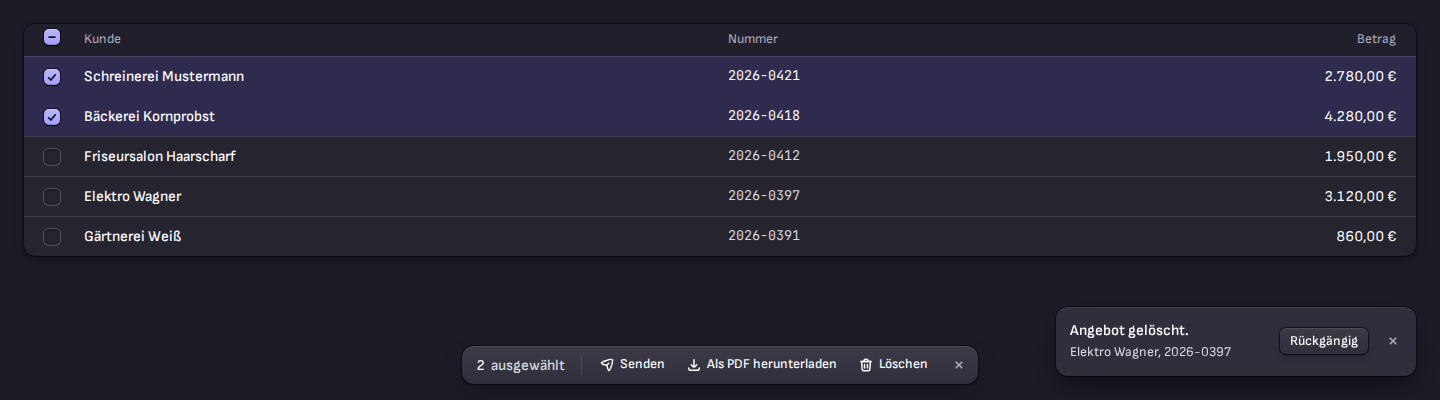 Kunde Nummer Betrag
Schreinerei Mustermann 2026-0421 2.780,00 €
Bäckerei Kornprobst 2026-0418 4.280,00 €
Friseursalon Haarscharf 2026-0412 1.950,00 €
Elektro Wagner 2026-0397 3.120,00 €
Gärtnerei Weiß 2026-0391 860,00 €
Angebot gelöscht.
Elektro Wagner, 2026-0397
Rückgängig
2 ausgewählt Senden Als PDF herunterladen Löschen